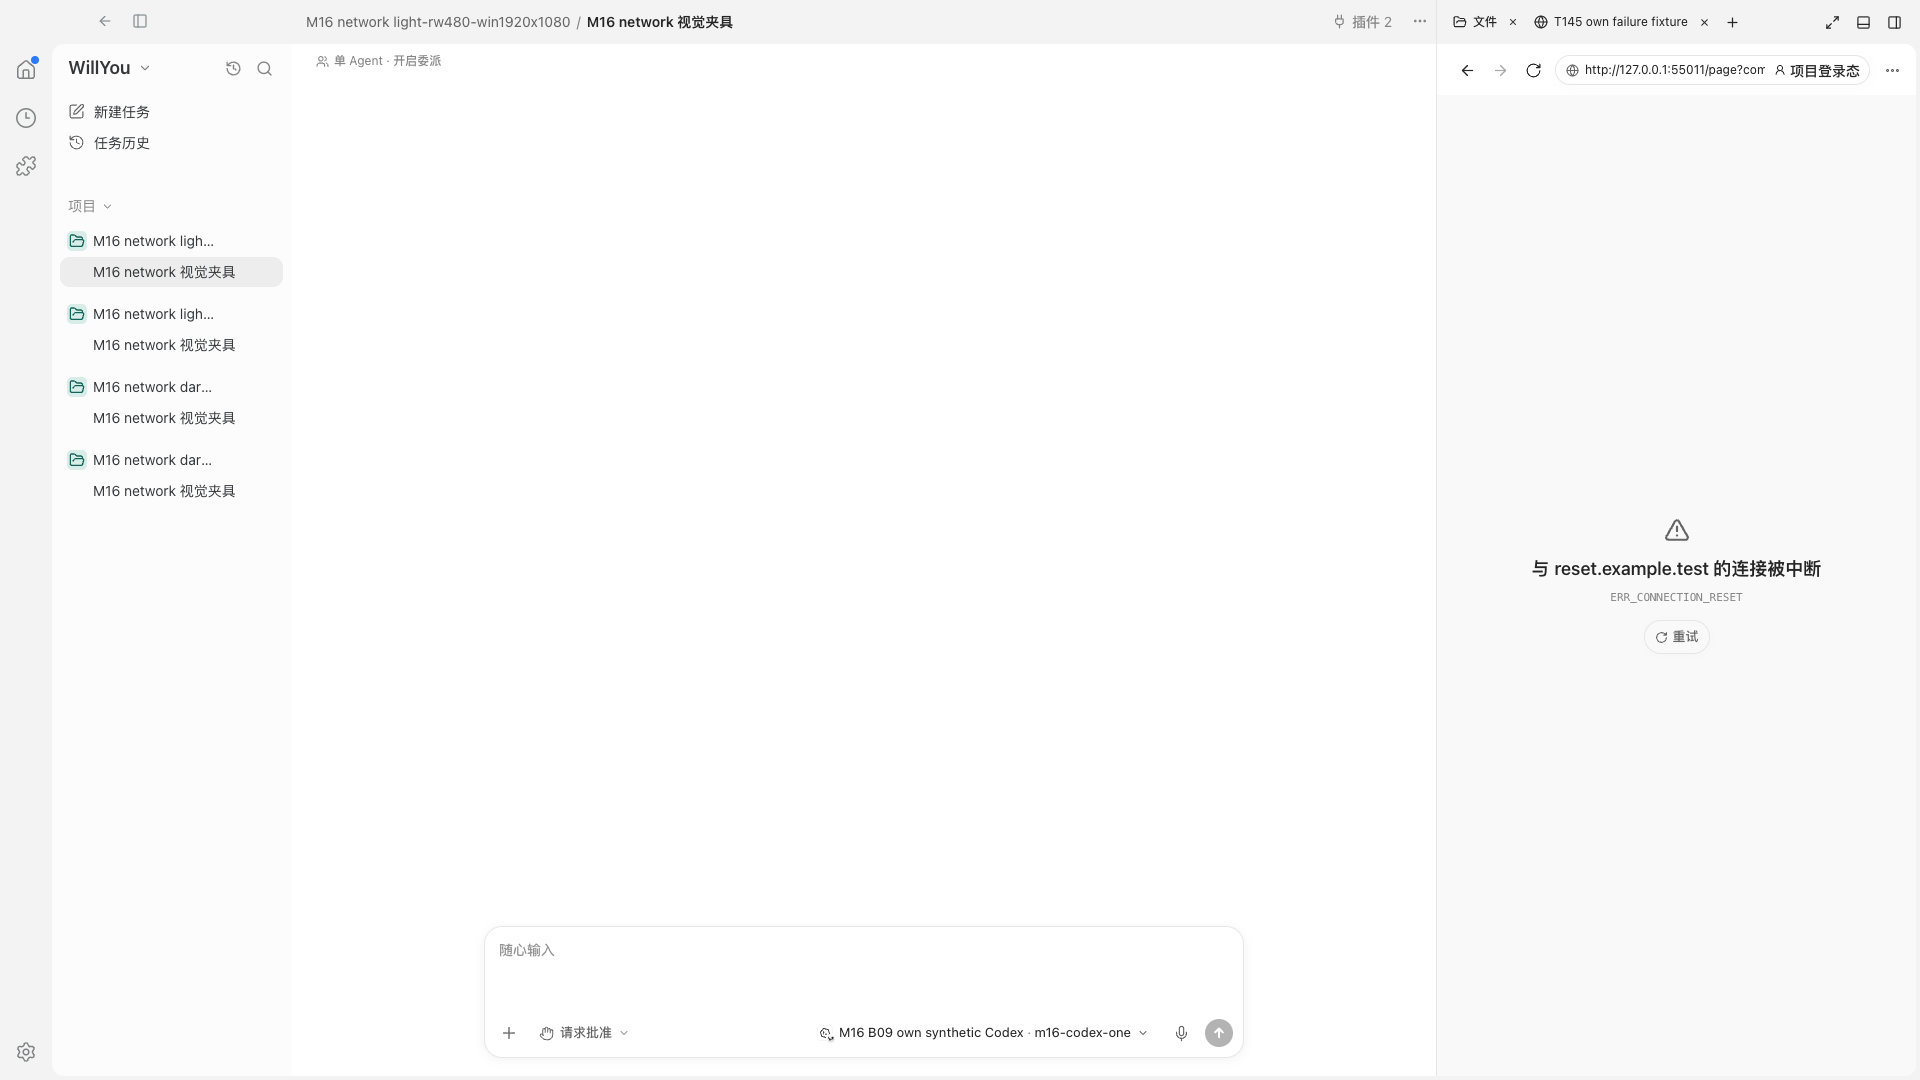 M16 network light-rw480-win1920x1080 / M16 network 视觉夹具
插件 2
文件
T145 own failure fixture
WillYou
单 Agent · 开启委派
http://127.0.0.1:55011/page?com
项目登录态
新建任务
任务历史
项目
M16 network ligh...
M16 network 视觉夹具
M16 network ligh...
M16 network 视觉夹具
M16 network dar...
M16 network 视觉夹具
M16 network dar...
M16 network 视觉夹具
与 reset.example.test 的连接被中断
ERR_CONNECTION_RESET
重试
随心输入
请求批准
M16 B09 own synthetic Codex · m16-codex-one